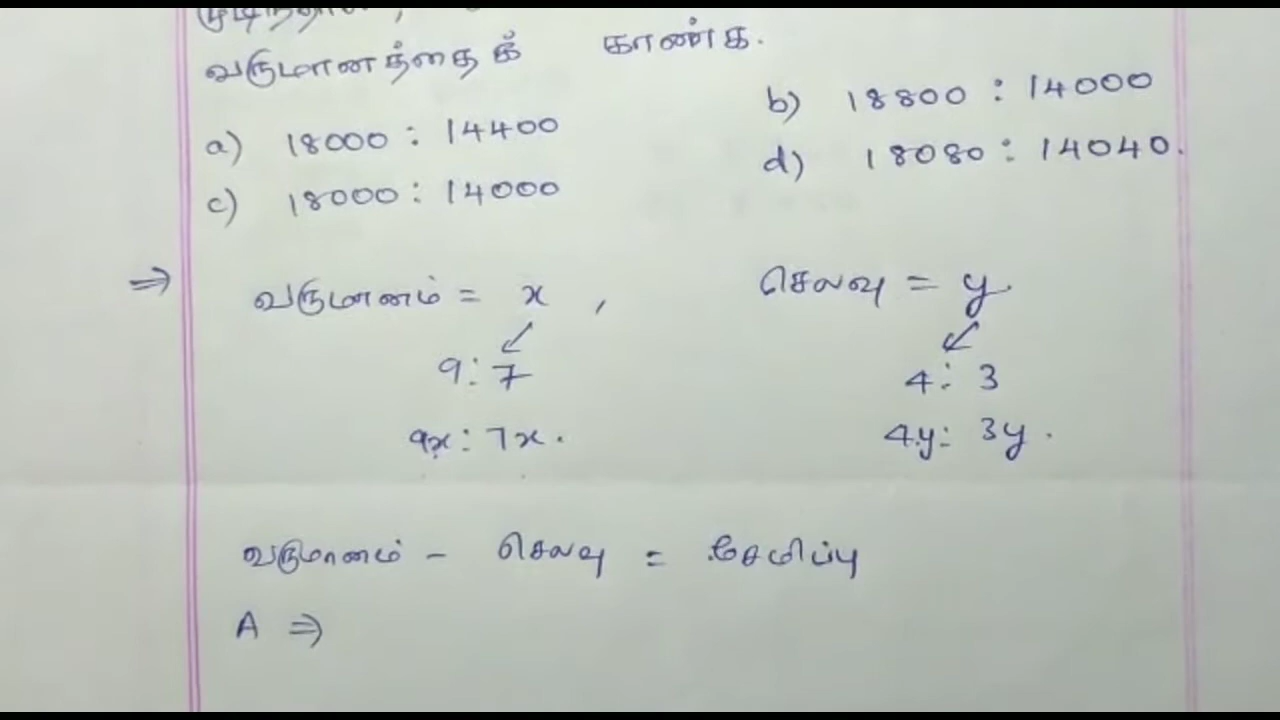 வருமானத்தைக் காண்க.
a) 18000 : 14400 b) 18800 : 14000
c) 18000 : 14000 d) 18080 : 14040.
⇒ வருமானம் = x , செலவு = y
9 : 7 4 : 3
9x : 7x . 4y : 3y .
வருமானம் - செலவு = சேமிப்பு
A ⇒